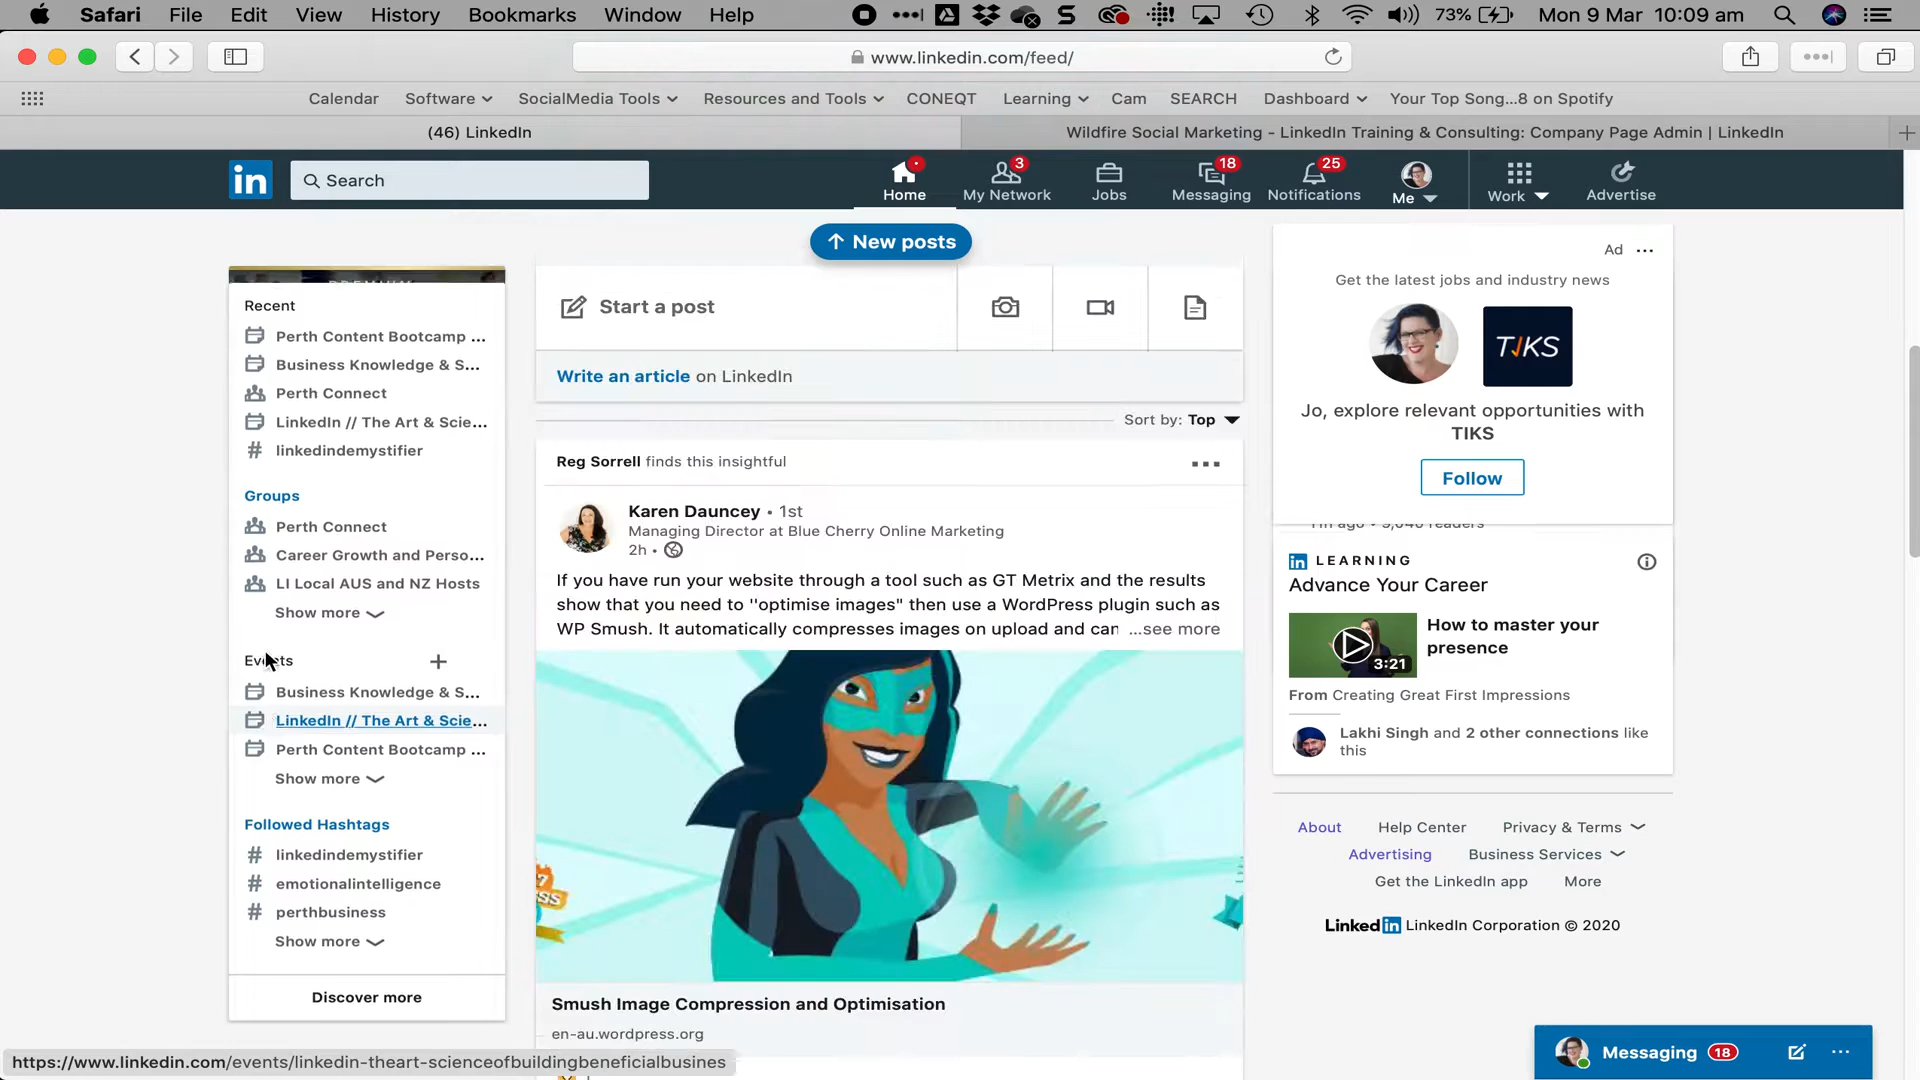 Safari File Edit View History Bookmarks Window Help 73% Mon 9 Mar 10:09 am
www.linkedin.com/feed/
Calendar Software SocialMedia Tools Resources and Tools CONEQT Learning Cam SEARCH Dashboard Your Top Song...8 on Spotify
(46) LinkedIn
Wildfire Social Marketing - LinkedIn Training & Consulting: Company Page Admin | LinkedIn
in
Search
Home
3
My Network
Jobs
18
Messaging
25
Notifications
Me
Work
Advertise
New posts
Recent
Perth Content Bootcamp ...
Business Knowledge & S...
Perth Connect
LinkedIn // The Art & Scie...
# linkedindemystifier
Groups
Perth Connect
Career Growth and Perso...
LI Local AUS and NZ Hosts
Show more
Events +
Business Knowledge & S...
LinkedIn // The Art & Scie...
Perth Content Bootcamp ...
Show more
Followed Hashtags
# linkedindemystifier
# emotionalintelligence
# perthbusiness
Show more
Discover more
Start a post
Write an article on LinkedIn
Sort by: Top
Reg Sorrell finds this insightful
Karen Dauncey • 1st
Managing Director at Blue Cherry Online Marketing
2h •
If you have run your website through a tool such as GT Metrix and the results
show that you need to "optimise images" then use a WordPress plugin such as
WP Smush. It automatically compresses images on upload and can ...see more
Smush Image Compression and Optimisation
en-au.wordpress.org
Ad
Get the latest jobs and industry news
TIKS
Jo, explore relevant opportunities with
TIKS
Follow
in LEARNING
Advance Your Career
3:21
How to master your
presence
From Creating Great First Impressions
Lakhi Singh and 2 other connections like
this
About Help Center Privacy & Terms
Advertising Business Services
Get the LinkedIn app More
LinkedIn LinkedIn Corporation © 2020
Messaging 18
https://www.linkedin.com/events/linkedin-theart-scienceofbuildingbeneficialbusines